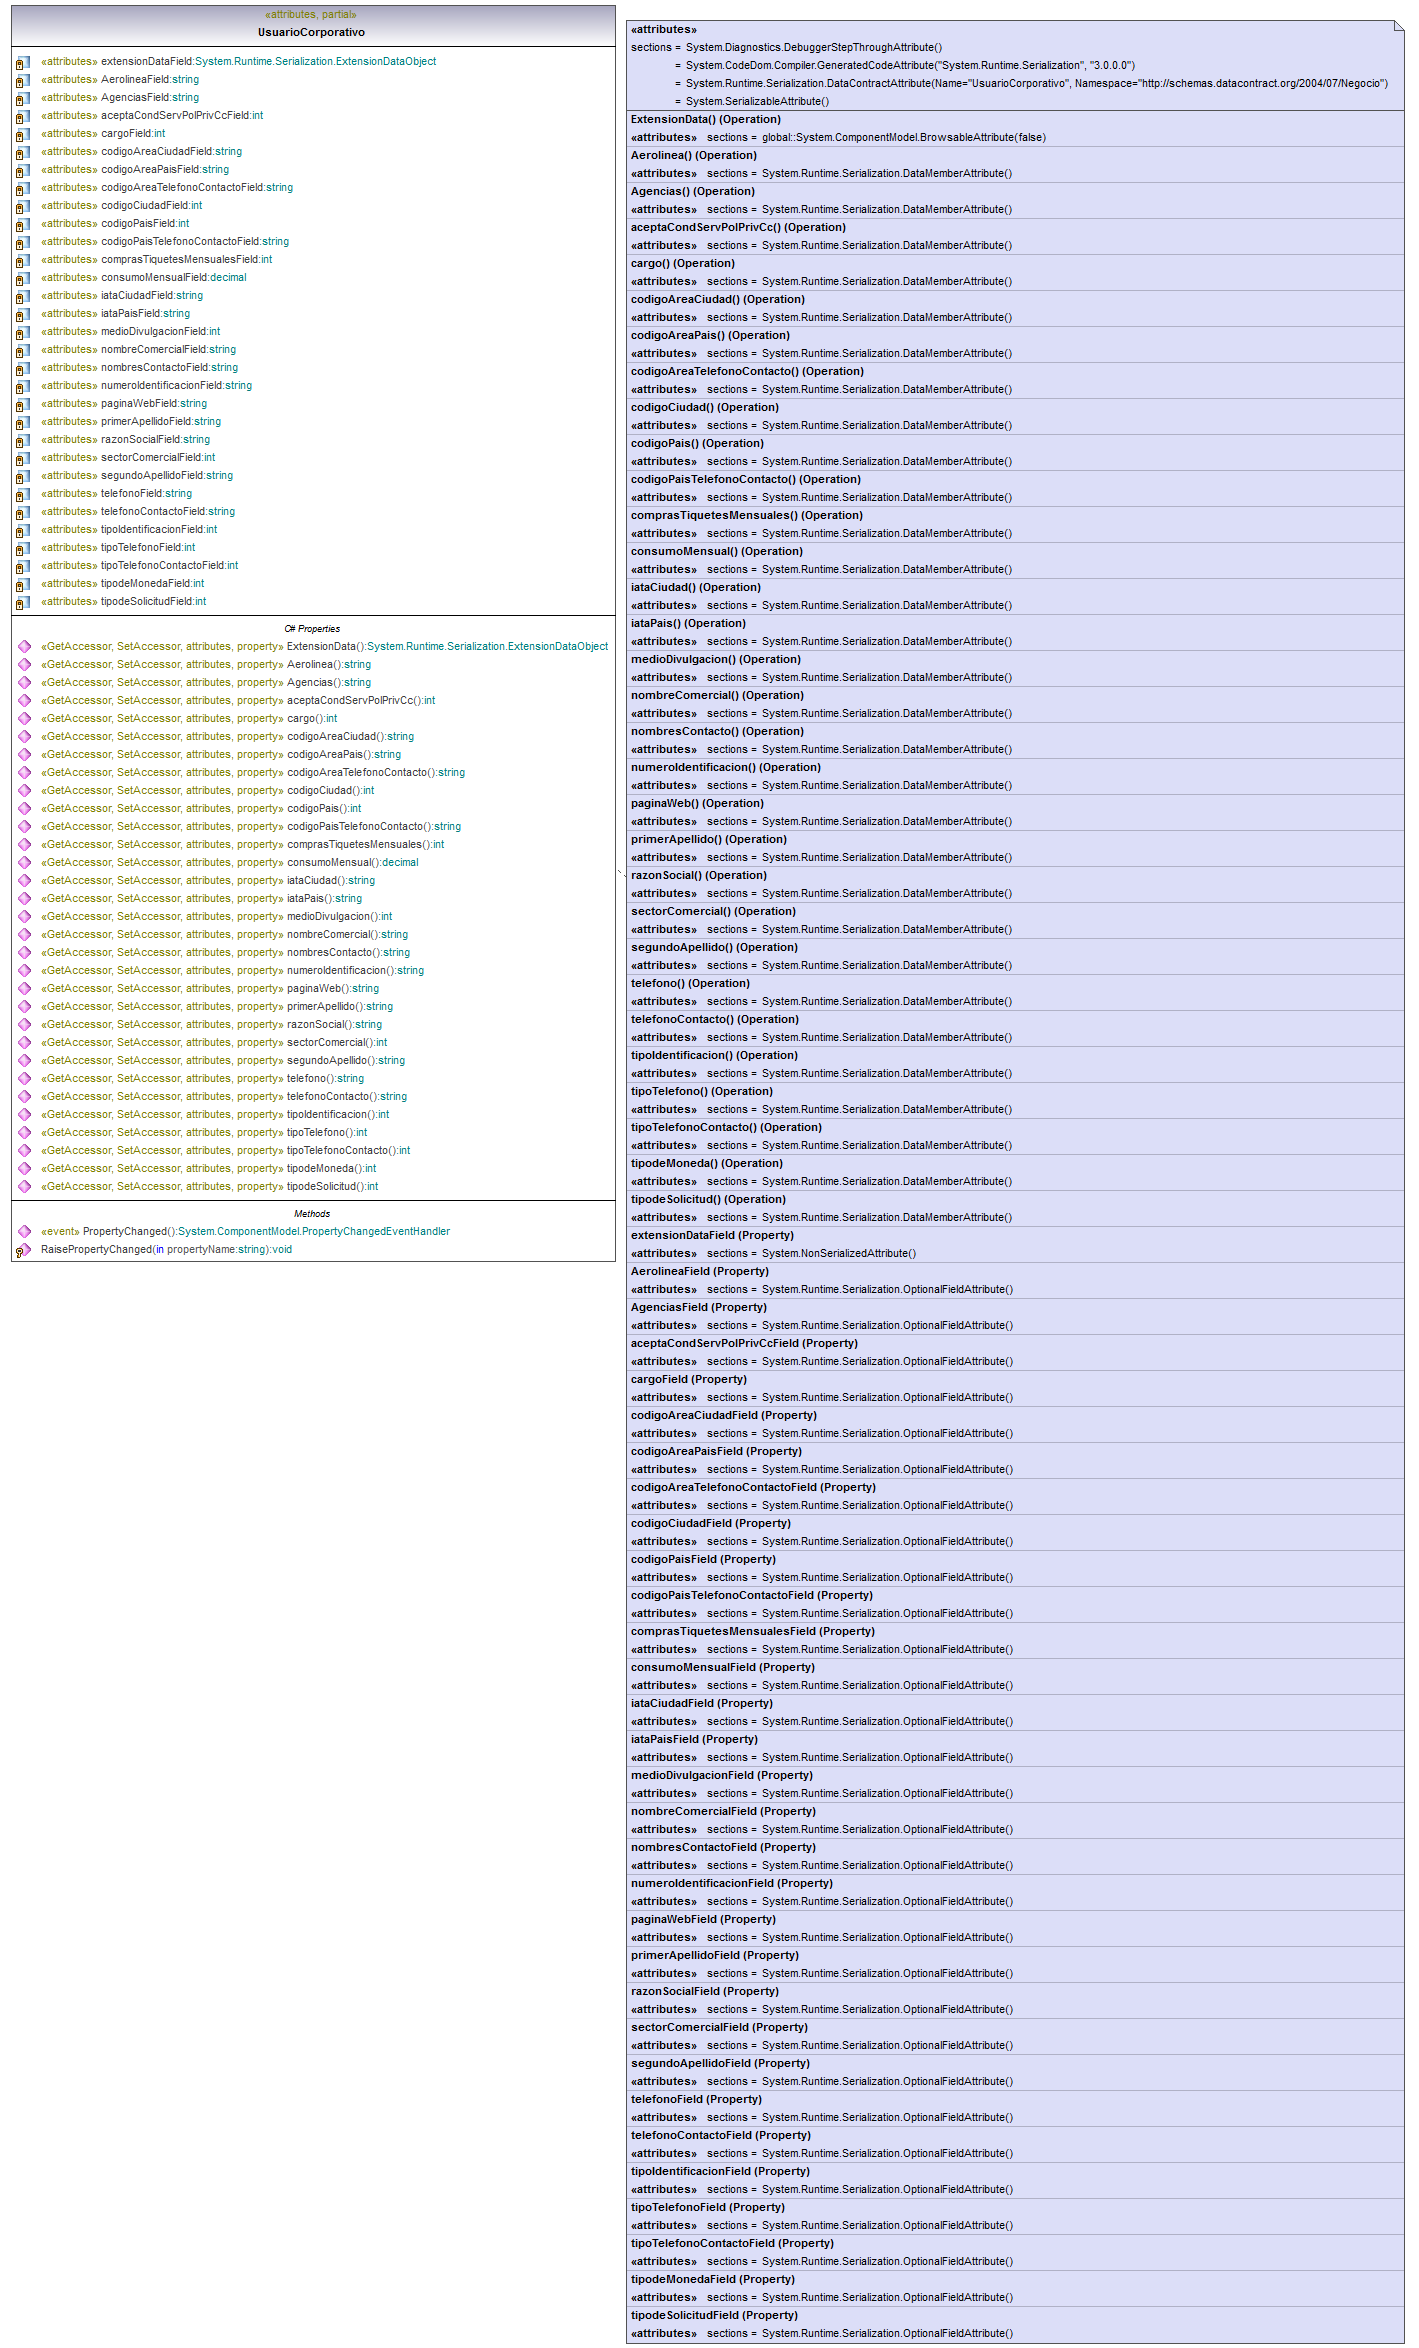 «attributes, partial»
UsuarioCorporativo
«attributes» extensionDataField:System.Runtime.Serialization.ExtensionDataObject
«attributes» AerolineaField:string
«attributes» AgenciasField:string
«attributes» aceptaCondServPolPrivCcField:int
«attributes» cargoField:int
«attributes» codigoAreaCiudadField:string
«attributes» codigoAreaPaisField:string
«attributes» codigoAreaTelefonoContactoField:string
«attributes» codigoCiudadField:int
«attributes» codigoPaisField:int
«attributes» codigoPaisTelefonoContactoField:string
«attributes» comprasTiquetesMensualesField:int
«attributes» consumoMensualField:decimal
«attributes» iataCiudadField:string
«attributes» iataPaisField:string
«attributes» medioDivulgacionField:int
«attributes» nombreComercialField:string
«attributes» nombresContactoField:string
«attributes» numeroIdentificacionField:string
«attributes» paginaWebField:string
«attributes» primerApellidoField:string
«attributes» razonSocialField:string
«attributes» sectorComercialField:int
«attributes» segundoApellidoField:string
«attributes» telefonoField:string
«attributes» telefonoContactoField:string
«attributes» tipoIdentificacionField:int
«attributes» tipoTelefonoField:int
«attributes» tipoTelefonoContactoField:int
«attributes» tipodeMonedaField:int
«attributes» tipodeSolicitudField:int
C# Properties
«GetAccessor, SetAccessor, attributes, property» ExtensionData():System.Runtime.Serialization.ExtensionDataObject
«GetAccessor, SetAccessor, attributes, property» Aerolinea():string
«GetAccessor, SetAccessor, attributes, property» Agencias():string
«GetAccessor, SetAccessor, attributes, property» aceptaCondServPolPrivCc():int
«GetAccessor, SetAccessor, attributes, property» cargo():int
«GetAccessor, SetAccessor, attributes, property» codigoAreaCiudad():string
«GetAccessor, SetAccessor, attributes, property» codigoAreaPais():string
«GetAccessor, SetAccessor, attributes, property» codigoAreaTelefonoContacto():string
«GetAccessor, SetAccessor, attributes, property» codigoCiudad():int
«GetAccessor, SetAccessor, attributes, property» codigoPais():int
«GetAccessor, SetAccessor, attributes, property» codigoPaisTelefonoContacto():string
«GetAccessor, SetAccessor, attributes, property» comprasTiquetesMensuales():int
«GetAccessor, SetAccessor, attributes, property» consumoMensual():decimal
«GetAccessor, SetAccessor, attributes, property» iataCiudad():string
«GetAccessor, SetAccessor, attributes, property» iataPais():string
«GetAccessor, SetAccessor, attributes, property» medioDivulgacion():int
«GetAccessor, SetAccessor, attributes, property» nombreComercial():string
«GetAccessor, SetAccessor, attributes, property» nombresContacto():string
«GetAccessor, SetAccessor, attributes, property» numeroIdentificacion():string
«GetAccessor, SetAccessor, attributes, property» paginaWeb():string
«GetAccessor, SetAccessor, attributes, property» primerApellido():string
«GetAccessor, SetAccessor, attributes, property» razonSocial():string
«GetAccessor, SetAccessor, attributes, property» sectorComercial():int
«GetAccessor, SetAccessor, attributes, property» segundoApellido():string
«GetAccessor, SetAccessor, attributes, property» telefono():string
«GetAccessor, SetAccessor, attributes, property» telefonoContacto():string
«GetAccessor, SetAccessor, attributes, property» tipoIdentificacion():int
«GetAccessor, SetAccessor, attributes, property» tipoTelefono():int
«GetAccessor, SetAccessor, attributes, property» tipoTelefonoContacto():int
«GetAccessor, SetAccessor, attributes, property» tipodeMoneda():int
«GetAccessor, SetAccessor, attributes, property» tipodeSolicitud():int
Methods
«event» PropertyChanged():System.ComponentModel.PropertyChangedEventHandler
RaisePropertyChanged(in propertyName:string):void
«attributes»
sections = System.Diagnostics.DebuggerStepThroughAttribute()
= System.CodeDom.Compiler.GeneratedCodeAttribute("System.Runtime.Serialization", "3.0.0.0")
= System.Runtime.Serialization.DataContractAttribute(Name="UsuarioCorporativo", Namespace="http://schemas.datacontract.org/2004/07/Negocio")
= System.SerializableAttribute()
ExtensionData() (Operation)
«attributes» sections = global::System.ComponentModel.BrowsableAttribute(false)
Aerolinea() (Operation)
«attributes» sections = System.Runtime.Serialization.DataMemberAttribute()
Agencias() (Operation)
«attributes» sections = System.Runtime.Serialization.DataMemberAttribute()
aceptaCondServPolPrivCc() (Operation)
«attributes» sections = System.Runtime.Serialization.DataMemberAttribute()
cargo() (Operation)
«attributes» sections = System.Runtime.Serialization.DataMemberAttribute()
codigoAreaCiudad() (Operation)
«attributes» sections = System.Runtime.Serialization.DataMemberAttribute()
codigoAreaPais() (Operation)
«attributes» sections = System.Runtime.Serialization.DataMemberAttribute()
codigoAreaTelefonoContacto() (Operation)
«attributes» sections = System.Runtime.Serialization.DataMemberAttribute()
codigoCiudad() (Operation)
«attributes» sections = System.Runtime.Serialization.DataMemberAttribute()
codigoPais() (Operation)
«attributes» sections = System.Runtime.Serialization.DataMemberAttribute()
codigoPaisTelefonoContacto() (Operation)
«attributes» sections = System.Runtime.Serialization.DataMemberAttribute()
comprasTiquetesMensuales() (Operation)
«attributes» sections = System.Runtime.Serialization.DataMemberAttribute()
consumoMensual() (Operation)
«attributes» sections = System.Runtime.Serialization.DataMemberAttribute()
iataCiudad() (Operation)
«attributes» sections = System.Runtime.Serialization.DataMemberAttribute()
iataPais() (Operation)
«attributes» sections = System.Runtime.Serialization.DataMemberAttribute()
medioDivulgacion() (Operation)
«attributes» sections = System.Runtime.Serialization.DataMemberAttribute()
nombreComercial() (Operation)
«attributes» sections = System.Runtime.Serialization.DataMemberAttribute()
nombresContacto() (Operation)
«attributes» sections = System.Runtime.Serialization.DataMemberAttribute()
numeroIdentificacion() (Operation)
«attributes» sections = System.Runtime.Serialization.DataMemberAttribute()
paginaWeb() (Operation)
«attributes» sections = System.Runtime.Serialization.DataMemberAttribute()
primerApellido() (Operation)
«attributes» sections = System.Runtime.Serialization.DataMemberAttribute()
razonSocial() (Operation)
«attributes» sections = System.Runtime.Serialization.DataMemberAttribute()
sectorComercial() (Operation)
«attributes» sections = System.Runtime.Serialization.DataMemberAttribute()
segundoApellido() (Operation)
«attributes» sections = System.Runtime.Serialization.DataMemberAttribute()
telefono() (Operation)
«attributes» sections = System.Runtime.Serialization.DataMemberAttribute()
telefonoContacto() (Operation)
«attributes» sections = System.Runtime.Serialization.DataMemberAttribute()
tipoIdentificacion() (Operation)
«attributes» sections = System.Runtime.Serialization.DataMemberAttribute()
tipoTelefono() (Operation)
«attributes» sections = System.Runtime.Serialization.DataMemberAttribute()
tipoTelefonoContacto() (Operation)
«attributes» sections = System.Runtime.Serialization.DataMemberAttribute()
tipodeMoneda() (Operation)
«attributes» sections = System.Runtime.Serialization.DataMemberAttribute()
tipodeSolicitud() (Operation)
«attributes» sections = System.Runtime.Serialization.DataMemberAttribute()
extensionDataField (Property)
«attributes» sections = System.NonSerializedAttribute()
AerolineaField (Property)
«attributes» sections = System.Runtime.Serialization.OptionalFieldAttribute()
AgenciasField (Property)
«attributes» sections = System.Runtime.Serialization.OptionalFieldAttribute()
aceptaCondServPolPrivCcField (Property)
«attributes» sections = System.Runtime.Serialization.OptionalFieldAttribute()
cargoField (Property)
«attributes» sections = System.Runtime.Serialization.OptionalFieldAttribute()
codigoAreaCiudadField (Property)
«attributes» sections = System.Runtime.Serialization.OptionalFieldAttribute()
codigoAreaPaisField (Property)
«attributes» sections = System.Runtime.Serialization.OptionalFieldAttribute()
codigoAreaTelefonoContactoField (Property)
«attributes» sections = System.Runtime.Serialization.OptionalFieldAttribute()
codigoCiudadField (Property)
«attributes» sections = System.Runtime.Serialization.OptionalFieldAttribute()
codigoPaisField (Property)
«attributes» sections = System.Runtime.Serialization.OptionalFieldAttribute()
codigoPaisTelefonoContactoField (Property)
«attributes» sections = System.Runtime.Serialization.OptionalFieldAttribute()
comprasTiquetesMensualesField (Property)
«attributes» sections = System.Runtime.Serialization.OptionalFieldAttribute()
consumoMensualField (Property)
«attributes» sections = System.Runtime.Serialization.OptionalFieldAttribute()
iataCiudadField (Property)
«attributes» sections = System.Runtime.Serialization.OptionalFieldAttribute()
iataPaisField (Property)
«attributes» sections = System.Runtime.Serialization.OptionalFieldAttribute()
medioDivulgacionField (Property)
«attributes» sections = System.Runtime.Serialization.OptionalFieldAttribute()
nombreComercialField (Property)
«attributes» sections = System.Runtime.Serialization.OptionalFieldAttribute()
nombresContactoField (Property)
«attributes» sections = System.Runtime.Serialization.OptionalFieldAttribute()
numeroIdentificacionField (Property)
«attributes» sections = System.Runtime.Serialization.OptionalFieldAttribute()
paginaWebField (Property)
«attributes» sections = System.Runtime.Serialization.OptionalFieldAttribute()
primerApellidoField (Property)
«attributes» sections = System.Runtime.Serialization.OptionalFieldAttribute()
razonSocialField (Property)
«attributes» sections = System.Runtime.Serialization.OptionalFieldAttribute()
sectorComercialField (Property)
«attributes» sections = System.Runtime.Serialization.OptionalFieldAttribute()
segundoApellidoField (Property)
«attributes» sections = System.Runtime.Serialization.OptionalFieldAttribute()
telefonoField (Property)
«attributes» sections = System.Runtime.Serialization.OptionalFieldAttribute()
telefonoContactoField (Property)
«attributes» sections = System.Runtime.Serialization.OptionalFieldAttribute()
tipoIdentificacionField (Property)
«attributes» sections = System.Runtime.Serialization.OptionalFieldAttribute()
tipoTelefonoField (Property)
«attributes» sections = System.Runtime.Serialization.OptionalFieldAttribute()
tipoTelefonoContactoField (Property)
«attributes» sections = System.Runtime.Serialization.OptionalFieldAttribute()
tipodeMonedaField (Property)
«attributes» sections = System.Runtime.Serialization.OptionalFieldAttribute()
tipodeSolicitudField (Property)
«attributes» sections = System.Runtime.Serialization.OptionalFieldAttribute()